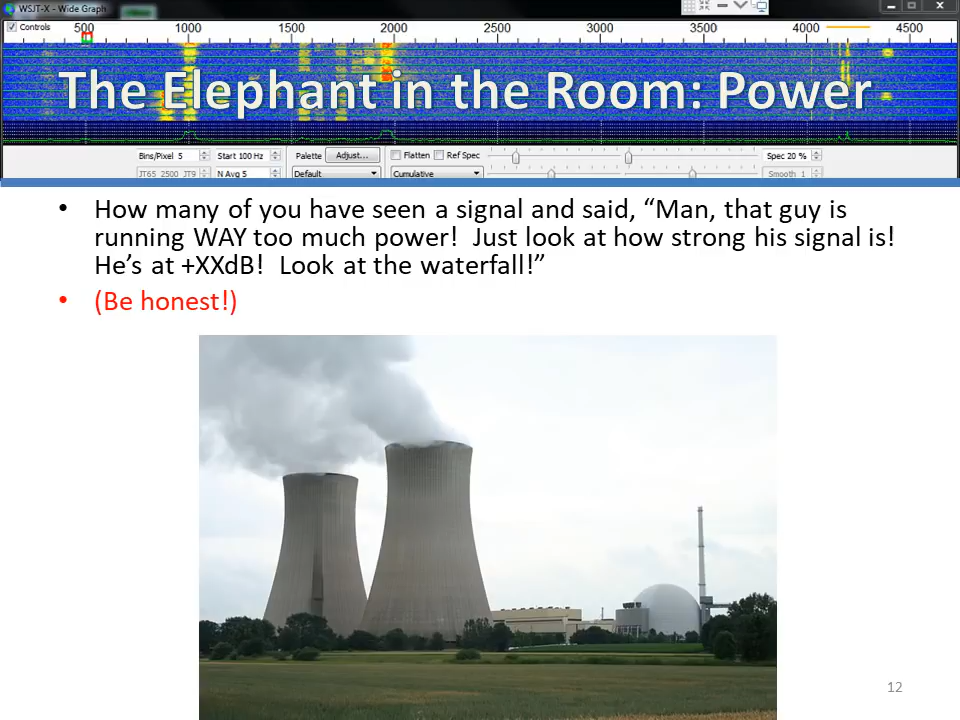 WSJT-X - Wide Graph
Controls 500 1000 1500 2000 2500 3000 3500 4000 4500
The Elephant in the Room: Power
Bins/Pixel 5 Start 100 Hz Palette Adjust... Flatten Ref Spec Spec 20 %
JT65 2500 JT9 N Avg 5 Default Cumulative Smooth 1
• How many of you have seen a signal and said, “Man, that guy is
running WAY too much power! Just look at how strong his signal is!
He’s at +XXdB! Look at the waterfall!”
• (Be honest!)
12